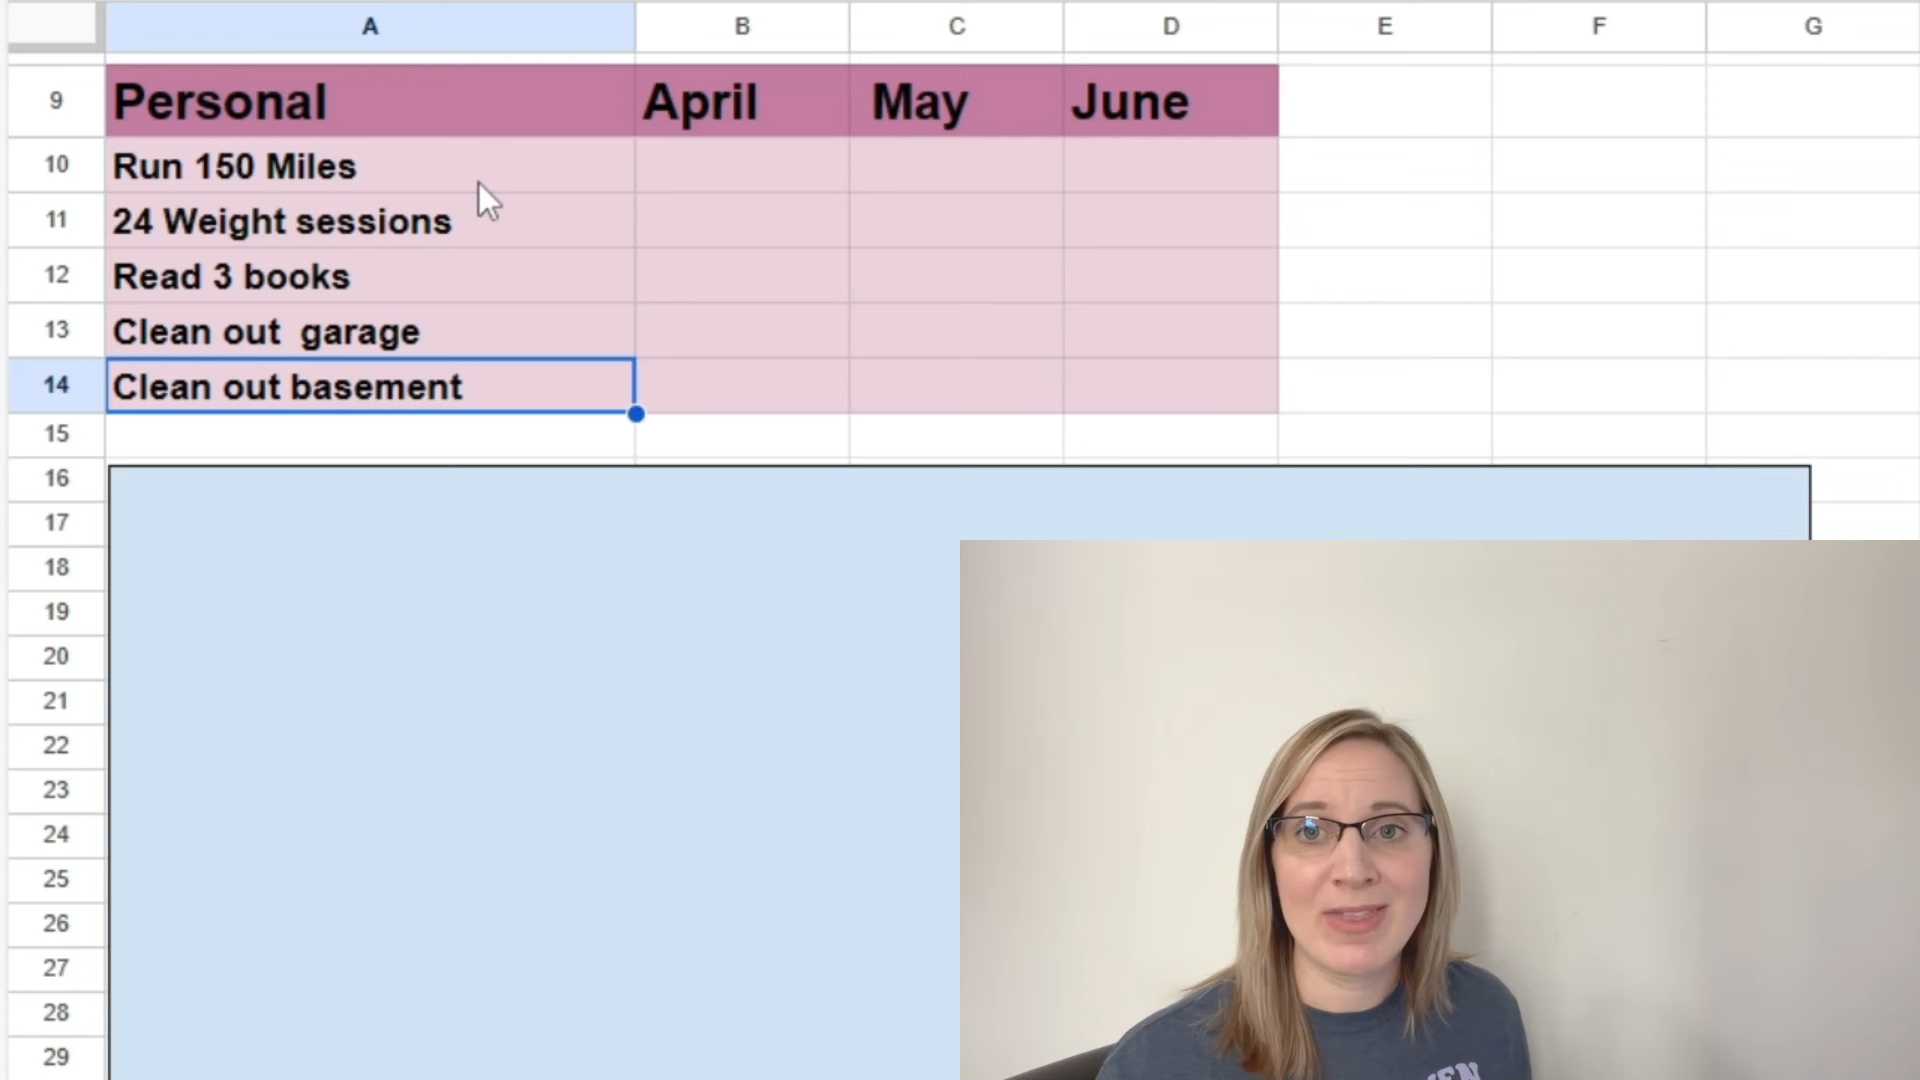 A B C D E F G
9 Personal April May June
10 Run 150 Miles
11 24 Weight sessions
12 Read 3 books
13 Clean out garage
14 Clean out basement
15
16
17
18
19
20
21
22
23
24
25
26
27
28
29